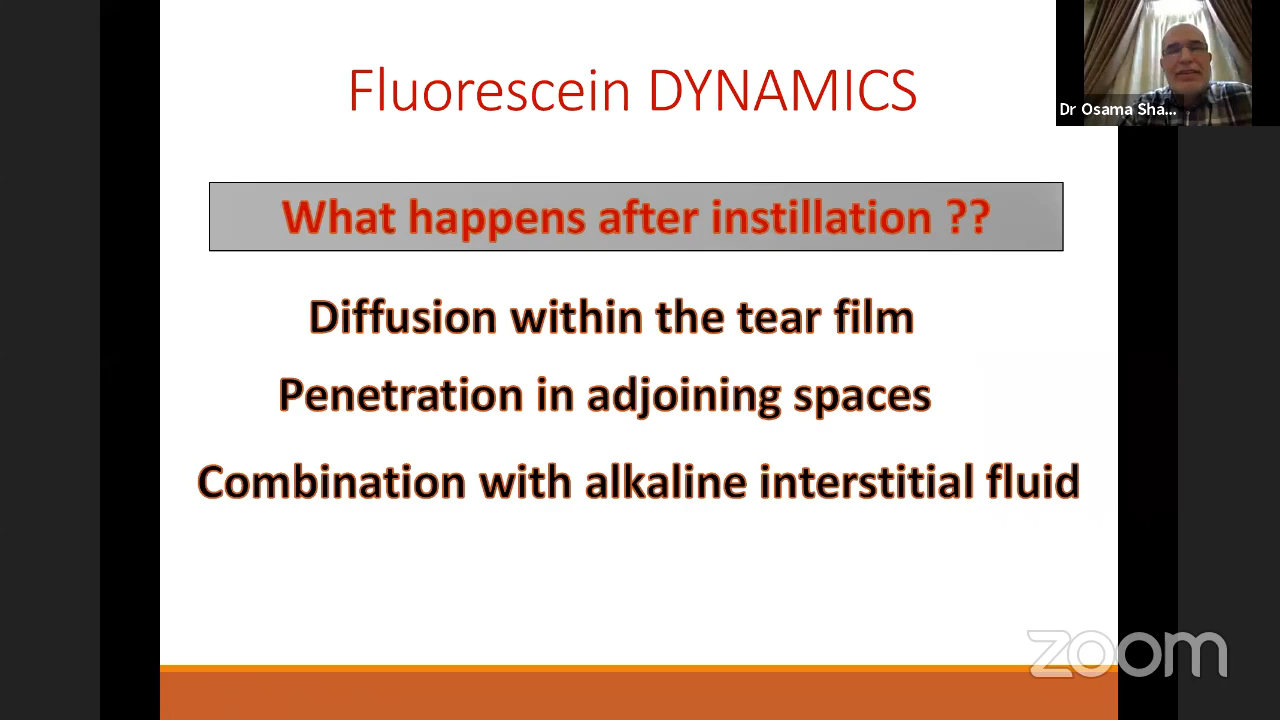 Fluorescein DYNAMICS
Dr Osama Sha...
What happens after instillation ??
Diffusion within the tear film
Penetration in adjoining spaces
Combination with alkaline interstitial fluid
zoom